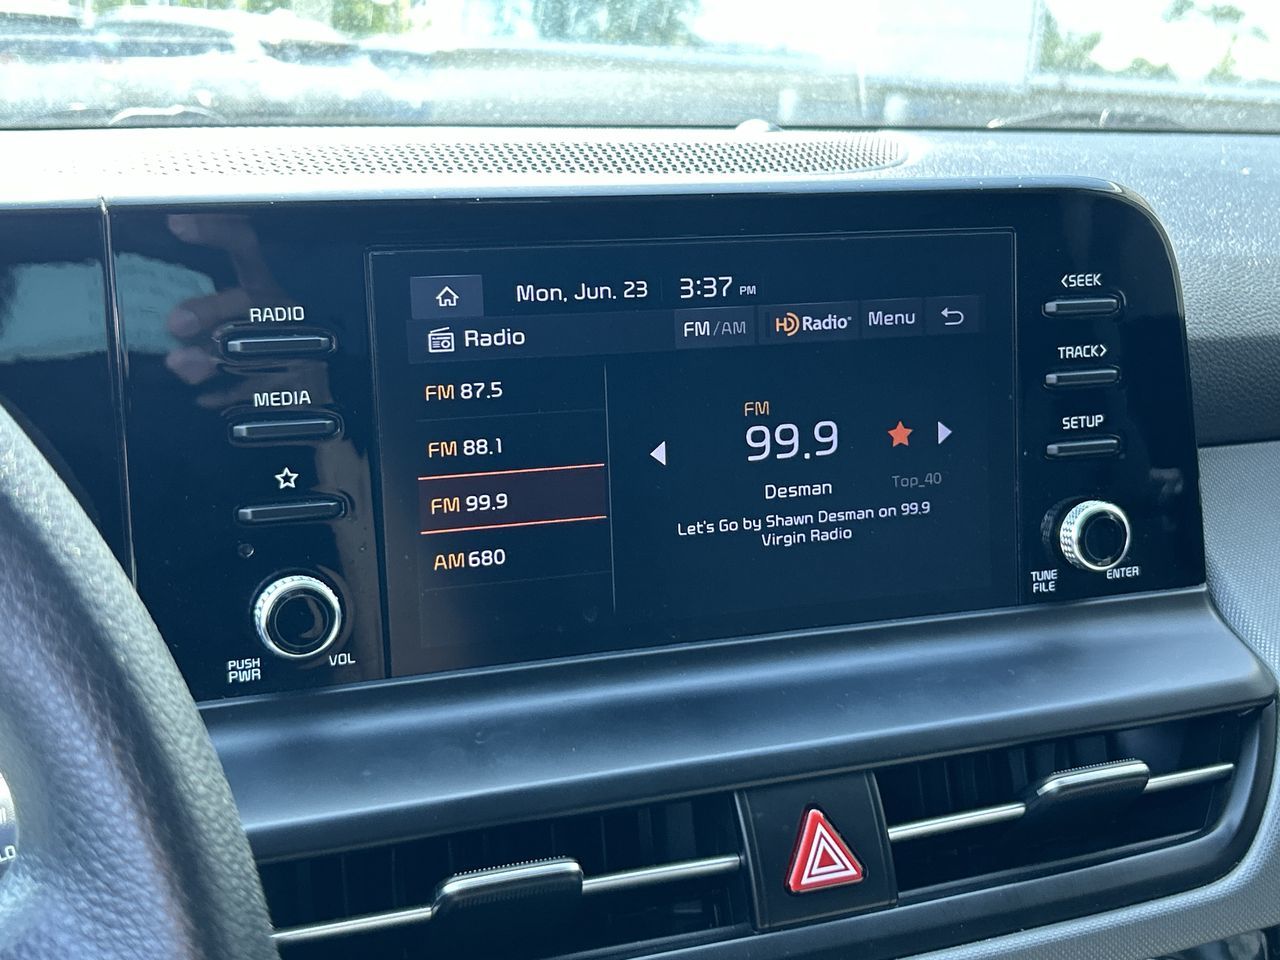 Mon, Jun. 23
3:37 PM
Radio
FM/AM
HD Radio
Menu
FM 87.5
FM 88.1
FM 99.9
AM 680
FM
99.9
Desman
Top_40
Let's Go by Shawn Desman on 99.9
Virgin Radio
RADIO
MEDIA
PUSH
PWR
VOL
<SEEK
TRACK>
SETUP
TUNE
FILE
ENTER
LO